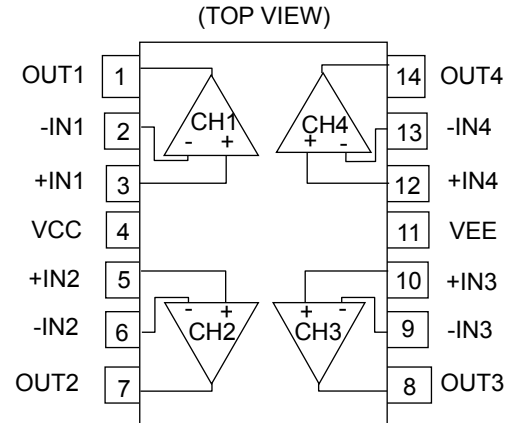 (TOP VIEW)
OUT1 1 14 OUT4
-IN1 2 CH1 CH4 13 -IN4
- + + -
+IN1 3 12 +IN4
VCC 4 11 VEE
+IN2 5 10 +IN3
- + + -
-IN2 6 CH2 CH3 9 -IN3
OUT2 7 8 OUT3